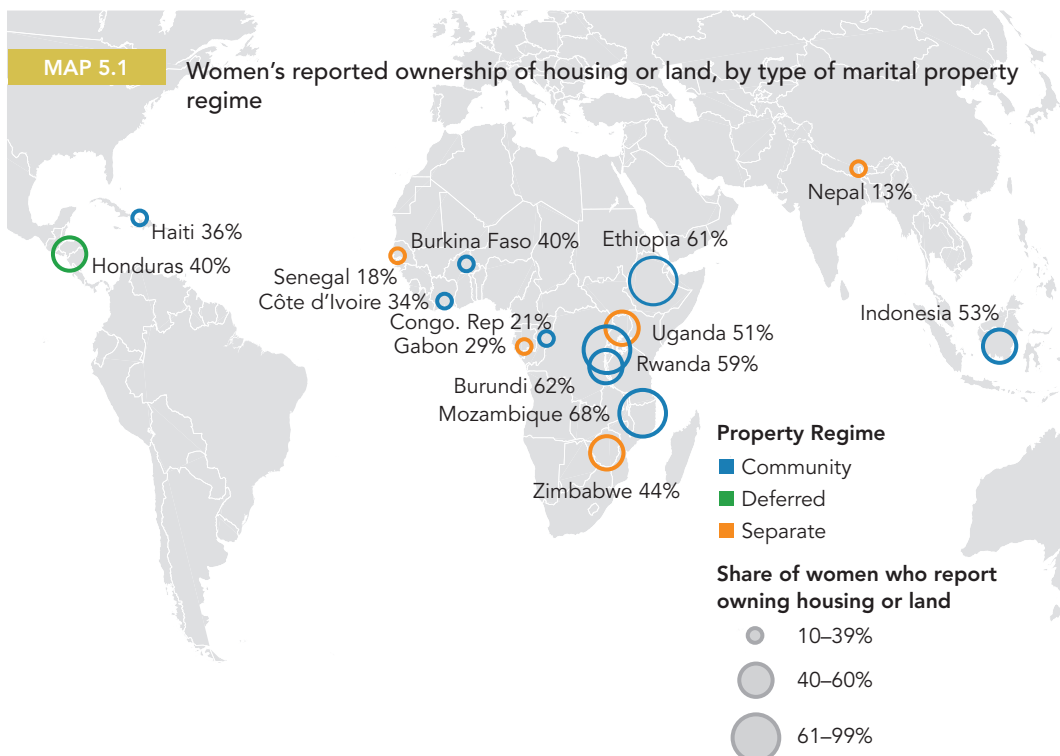 MAP 5.1
Women's reported ownership of housing or land, by type of marital property
regime
Nepal 13%
Haiti 36%
Burkina Faso 40%
Ethiopia 61%
Honduras 40%
Senegal 18%
Côte d'Ivoire 34%
Indonesia 53%
Congo. Rep 21%
Uganda 51%
Gabon 29%
Rwanda 59%
Burundi 62%
Mozambique 68%
Zimbabwe 44%
Property Regime
Community
Deferred
Separate
Share of women who report
owning housing or land
10–39%
40–60%
61–99%